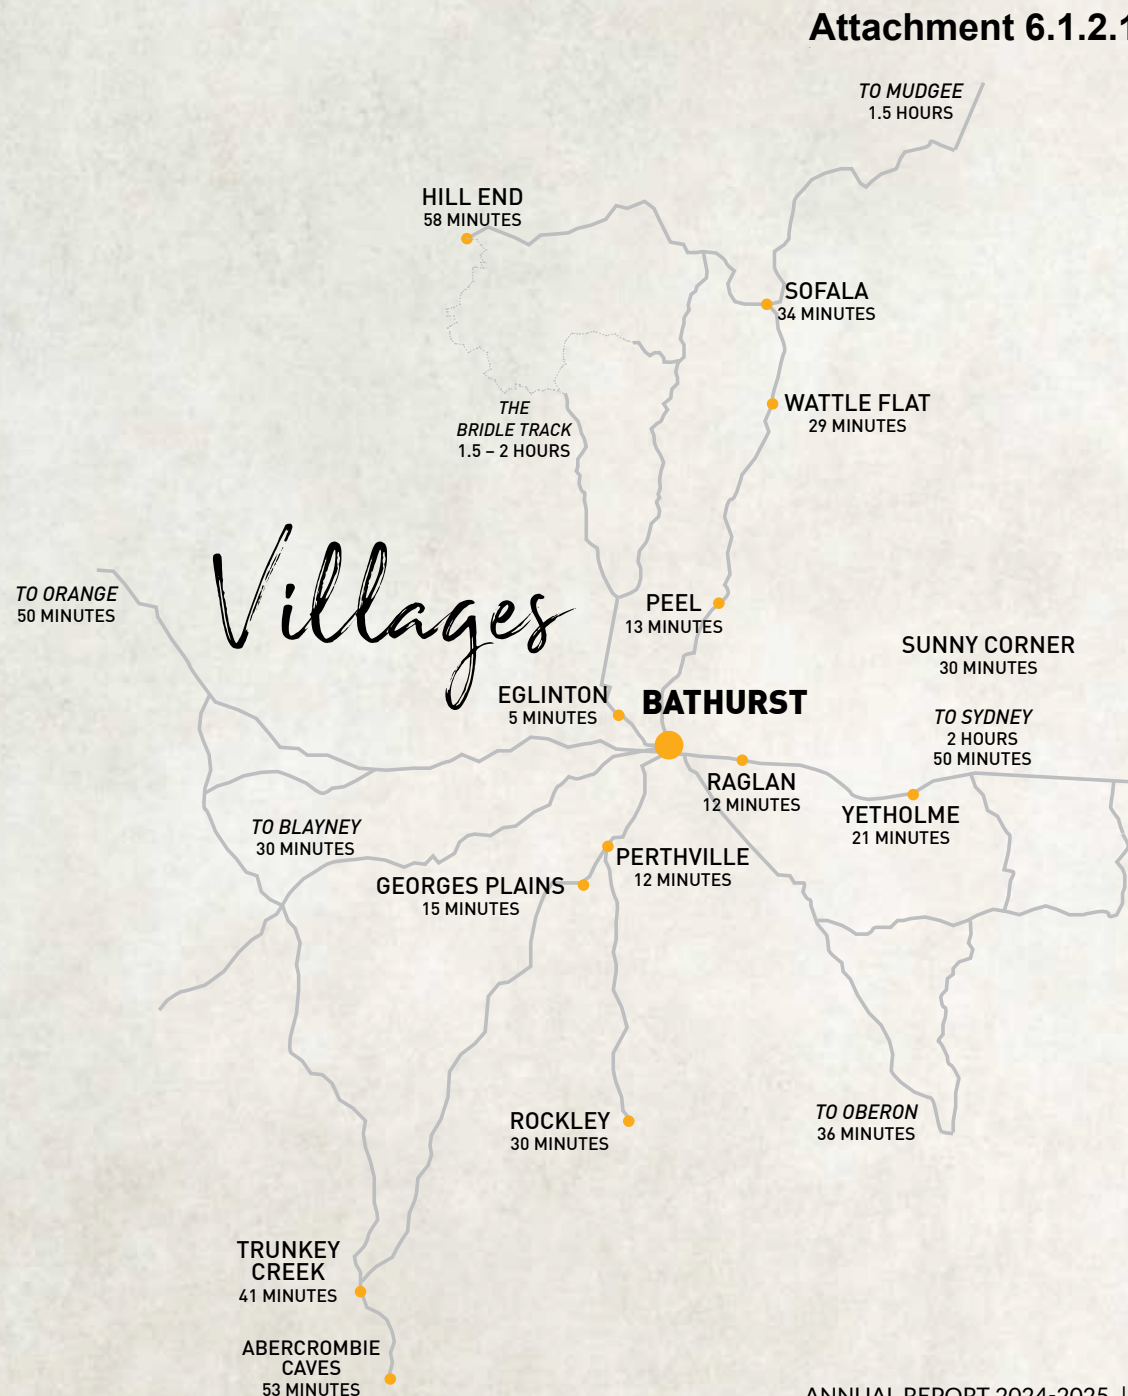 Attachment 6.1.2.1
TO MUDGEE
1.5 HOURS
HILL END
58 MINUTES
SOFALA
34 MINUTES
WATTLE FLAT
29 MINUTES
THE
BRIDLE TRACK
1.5 – 2 HOURS
Villages
TO ORANGE
50 MINUTES
PEEL
13 MINUTES
SUNNY CORNER
30 MINUTES
EGLINTON
5 MINUTES
BATHURST
TO SYDNEY
2 HOURS
50 MINUTES
RAGLAN
12 MINUTES
YETHOLME
21 MINUTES
TO BLAYNEY
30 MINUTES
PERTHVILLE
12 MINUTES
GEORGES PLAINS
15 MINUTES
ROCKLEY
30 MINUTES
TO OBERON
36 MINUTES
TRUNKEY
CREEK
41 MINUTES
ABERCROMBIE
CAVES
53 MINUTES
ANNUAL REPORT 2024-2025 |